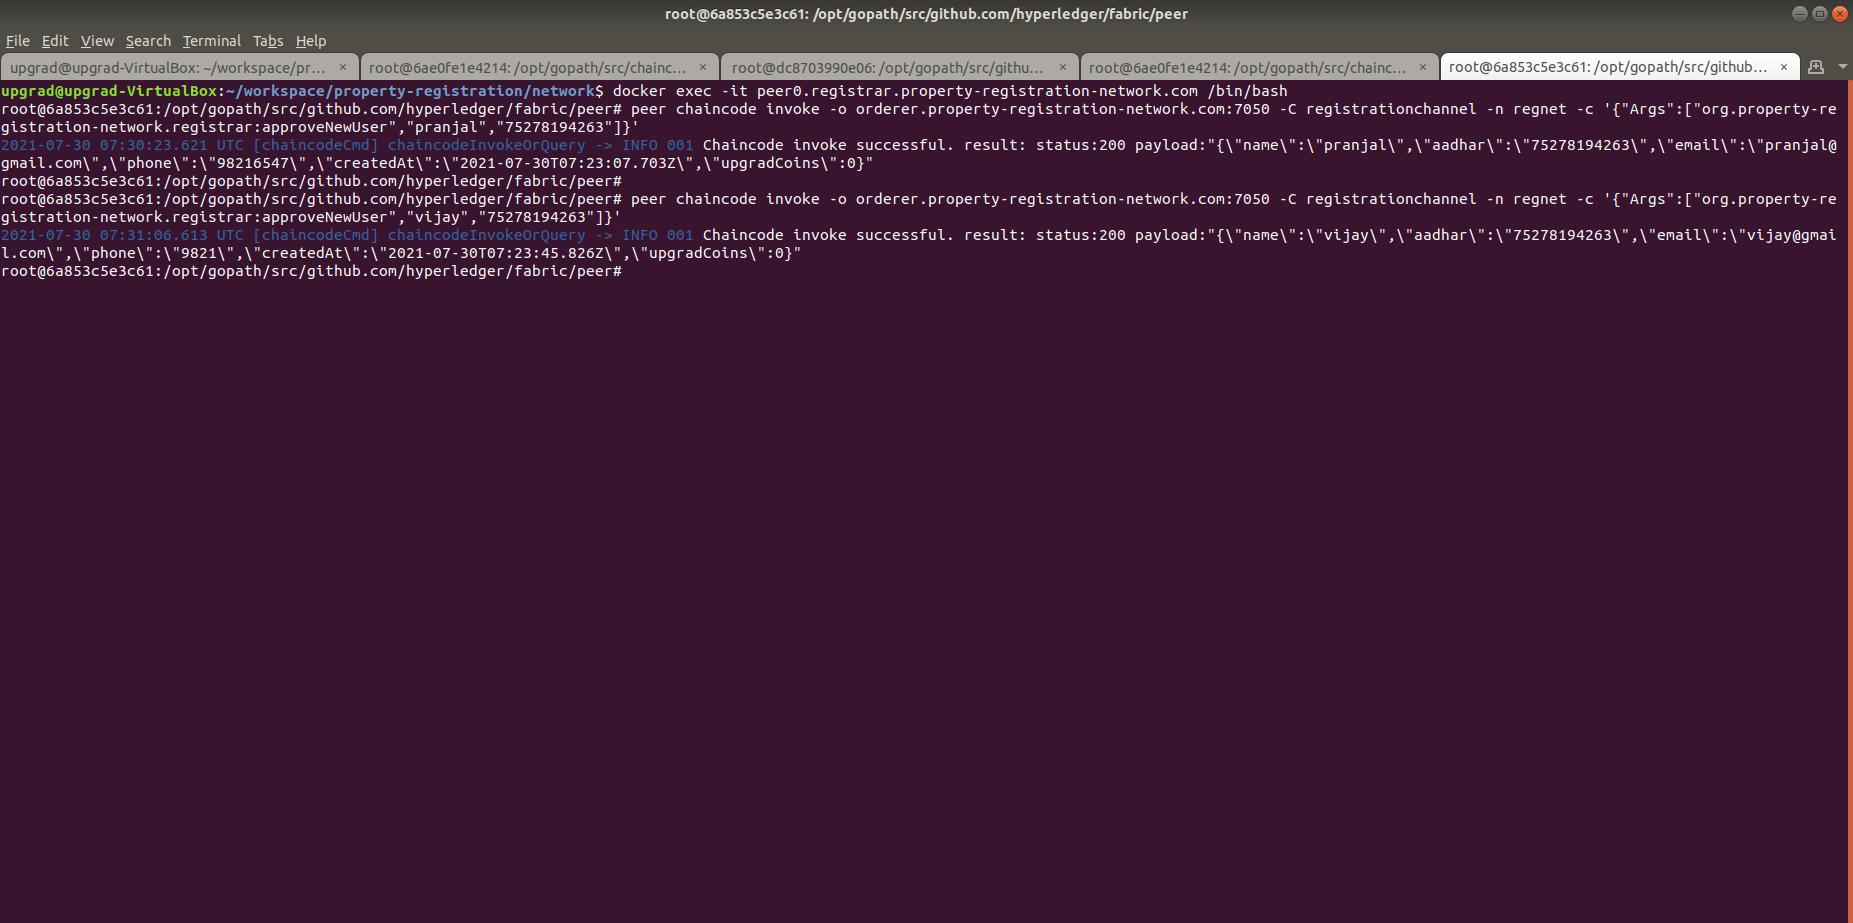 root@6a853c5e3c61: /opt/gopath/src/github.com/hyperledger/fabric/peer
File Edit View Search Terminal Tabs Help
upgrad@upgrad-VirtualBox: ~/workspace/pr... × root@6ae0fe1e4214: /opt/gopath/src/chainc... × root@dc8703990e06: /opt/gopath/src/githu... × root@6ae0fe1e4214: /opt/gopath/src/chainc... × root@6a853c5e3c61: /opt/gopath/src/github... ×
upgrad@upgrad-VirtualBox:~/workspace/property-registration/network$ docker exec -it peer0.registrar.property-registration-network.com /bin/bash
root@6a853c5e3c61:/opt/gopath/src/github.com/hyperledger/fabric/peer# peer chaincode invoke -o orderer.property-registration-network.com:7050 -C registrationchannel -n regnet -c '{"Args":["org.property-re
gistration-network.registrar:approveNewUser","pranjal","75278194263"]}'
2021-07-30 07:30:23.621 UTC [chaincodeCmd] chaincodeInvokeOrQuery -> INFO 001 Chaincode invoke successful. result: status:200 payload:"{\"name\":\"pranjal\",\"aadhar\":\"75278194263\",\"email\":\"pranjal@
gmail.com\",\"phone\":\"98216547\",\"createdAt\":\"2021-07-30T07:23:07.703Z\",\"upgradCoins\":0}"
root@6a853c5e3c61:/opt/gopath/src/github.com/hyperledger/fabric/peer#
root@6a853c5e3c61:/opt/gopath/src/github.com/hyperledger/fabric/peer# peer chaincode invoke -o orderer.property-registration-network.com:7050 -C registrationchannel -n regnet -c '{"Args":["org.property-re
gistration-network.registrar:approveNewUser","vijay","75278194263"]}'
2021-07-30 07:31:06.613 UTC [chaincodeCmd] chaincodeInvokeOrQuery -> INFO 001 Chaincode invoke successful. result: status:200 payload:"{\"name\":\"vijay\",\"aadhar\":\"75278194263\",\"email\":\"vijay@gmai
l.com\",\"phone\":\"9821\",\"createdAt\":\"2021-07-30T07:23:45.826Z\",\"upgradCoins\":0}"
root@6a853c5e3c61:/opt/gopath/src/github.com/hyperledger/fabric/peer#